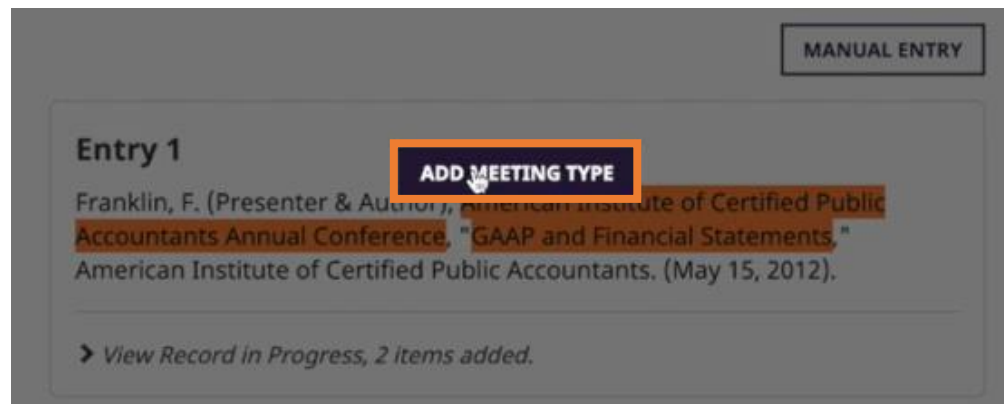 MANUAL ENTRY
Entry 1
ADD MEETING TYPE
Franklin, F. (Presenter & Author), American Institute of Certified Public
Accountants Annual Conference, "GAAP and Financial Statements,"
American Institute of Certified Public Accountants. (May 15, 2012).
View Record in Progress, 2 items added.